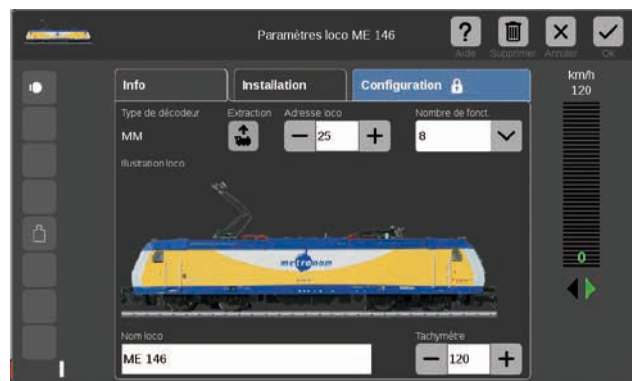 Paramètres loco ME 146
?
Aide
Supprimer
Annuler
Ok
Info
Installation
Configuration
km/h
120
Type de décodeur
Extraction
Adresse loco
Nombre de fonct.
MM
25
8
Illustration loco
metronom
0
Nom loco
Tachymètre
ME 146
120